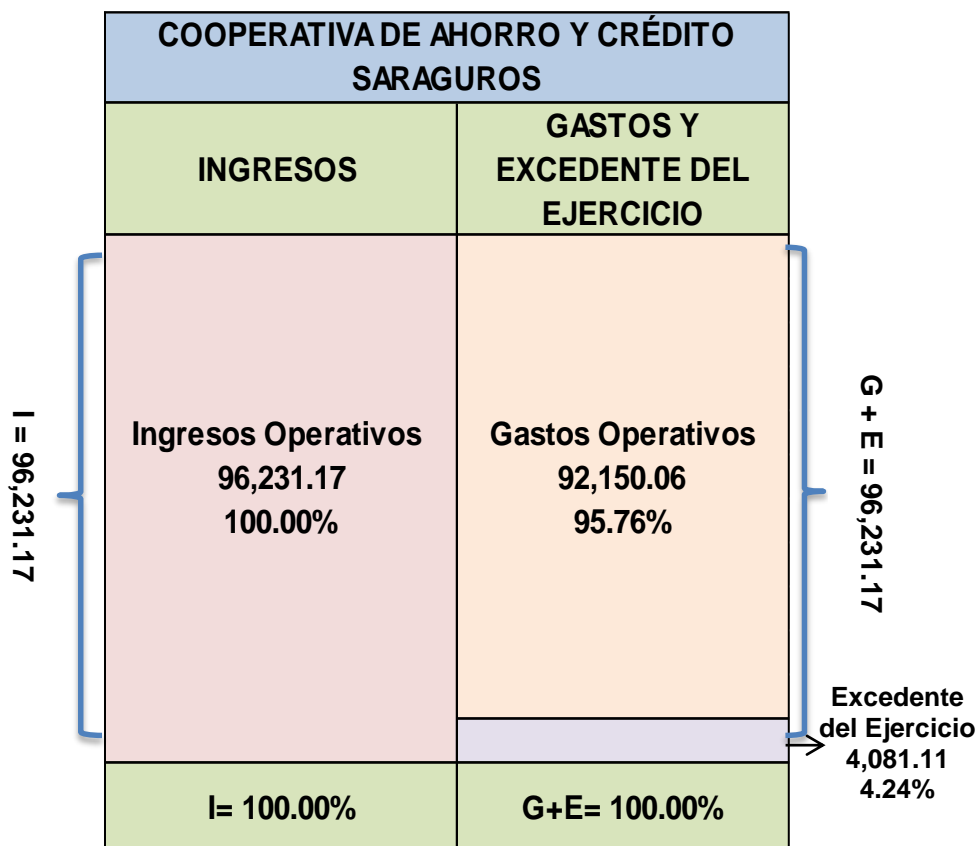 COOPERATIVA DE AHORRO Y CRÉDITO
SARAGUROS
INGRESOS
GASTOS Y
EXCEDENTE DEL
EJERCICIO
I = 96,231.17
Ingresos Operativos
96,231.17
100.00%
Gastos Operativos
92,150.06
95.76%
G + E = 96,231.17
Excedente
del Ejercicio
4,081.11
4.24%
I= 100.00%
G+E= 100.00%